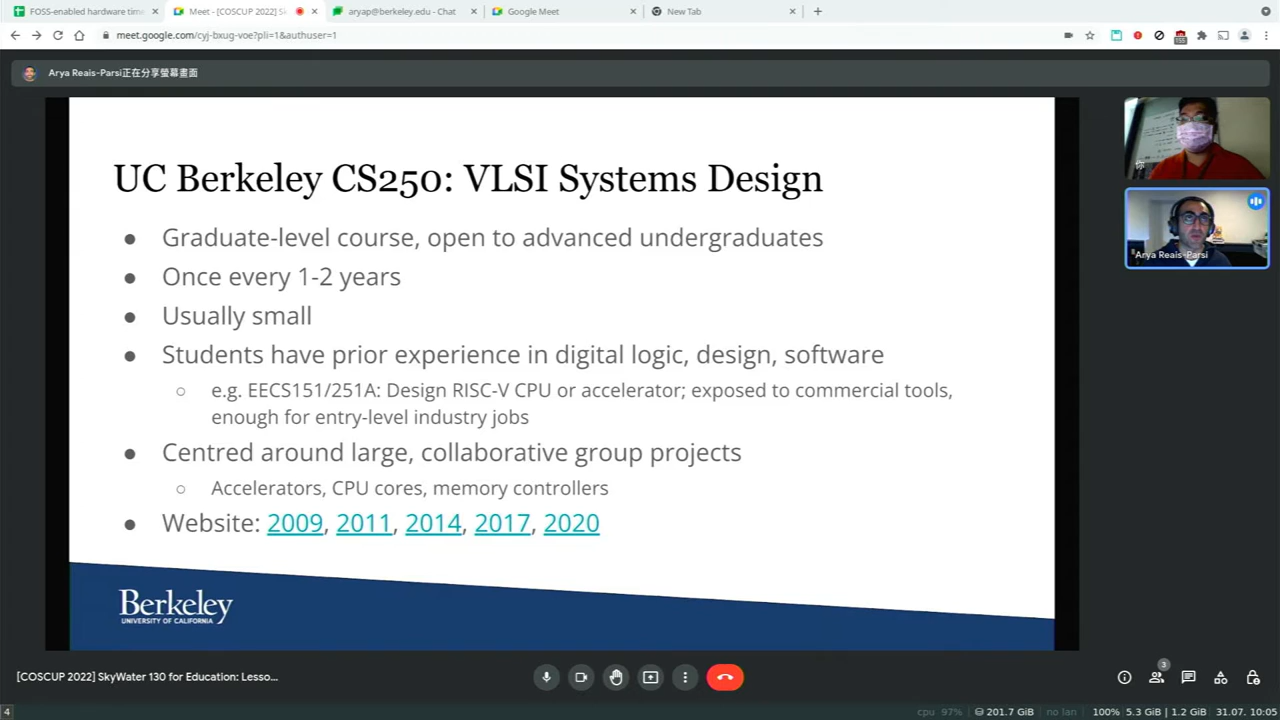 FOSS-enabled hardware time
Meet - [COSCUP 2022] Sk
aryap@berkeley.edu - Chat
Google Meet
New Tab
meet.google.com/cyj-bxug-voe?pli=1&authuser=1
155
Arya Reais-Parsi正在分享螢幕畫面
UC Berkeley CS250: VLSI Systems Design
● Graduate-level course, open to advanced undergraduates
● Once every 1-2 years
● Usually small
● Students have prior experience in digital logic, design, software
○ e.g. EECS151/251A: Design RISC-V CPU or accelerator; exposed to commercial tools,
enough for entry-level industry jobs
● Centred around large, collaborative group projects
○ Accelerators, CPU cores, memory controllers
● Website: 2009, 2011, 2014, 2017, 2020
Berkeley
UNIVERSITY OF CALIFORNIA
你
Arya Reais-Parsi
[COSCUP 2022] SkyWater 130 for Education: Lesso...
3
4
cpu 97% 201.7 GiB no lan 100% 5.3 GiB | 1.2 GiB 31.07. 10:05